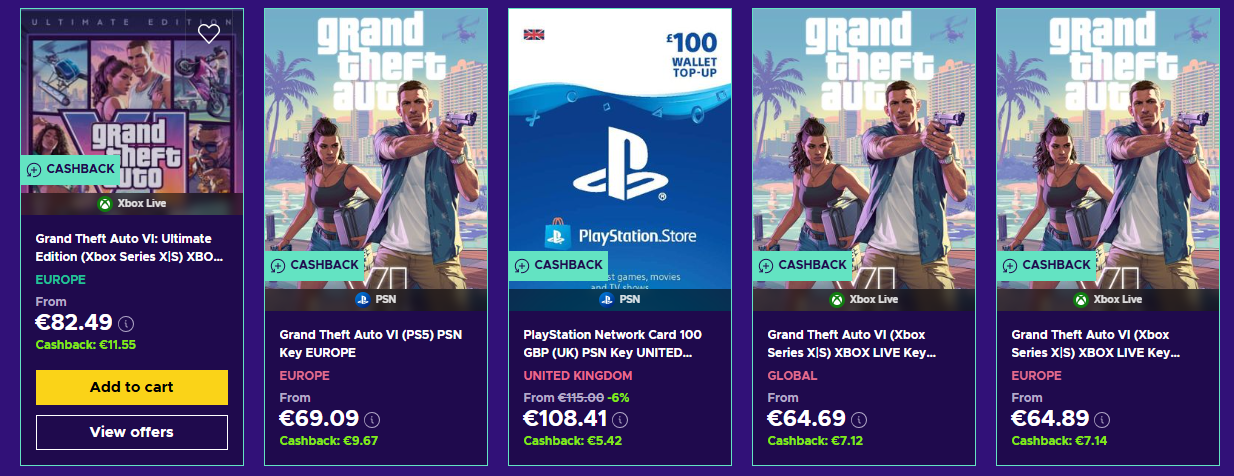 ULTIMATE EDITION
grand
theft
auto
CASHBACK
Xbox Live
Grand Theft Auto VI: Ultimate
Edition (Xbox Series X|S) XBO...
EUROPE
From
€82.49
Cashback: €11.55
Add to cart
View offers
grand
theft
auto
VI
CASHBACK
PSN
Grand Theft Auto VI (PS5) PSN
Key EUROPE
EUROPE
From
€69.09
Cashback: €9.67
£100
WALLET
TOP-UP
PlayStation.Store
CASHBACK
games, movies
and TV shows
PSN
PlayStation Network Card 100
GBP (UK) PSN Key UNITED...
UNITED KINGDOM
From €115.00 -6%
€108.41
Cashback: €5.42
grand
theft
auto
VI
CASHBACK
Xbox Live
Grand Theft Auto VI (Xbox
Series X|S) XBOX LIVE Key...
GLOBAL
From
€64.69
Cashback: €7.12
grand
theft
auto
VI
CASHBACK
Xbox Live
Grand Theft Auto VI (Xbox
Series X|S) XBOX LIVE Key...
EUROPE
From
€64.89
Cashback: €7.14